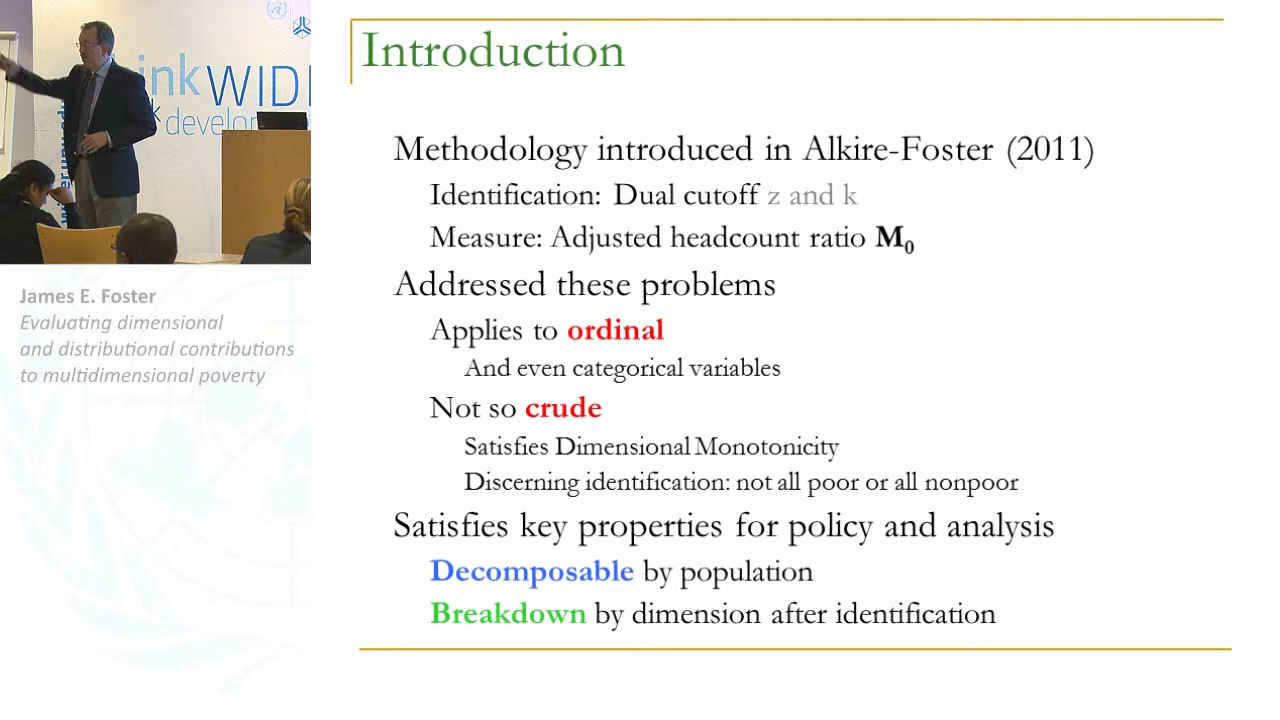 Introduction
Methodology introduced in Alkire-Foster (2011)
Identification: Dual cutoff z and k
Measure: Adjusted headcount ratio M₀
Addressed these problems
Applies to ordinal
And even categorical variables
Not so crude
Satisfies Dimensional Monotonicity
Discerning identification: not all poor or all nonpoor
Satisfies key properties for policy and analysis
Decomposable by population
Breakdown by dimension after identification
WID
develo
James E. Foster
Evaluating dimensional
and distributional contributions
to multidimensional poverty